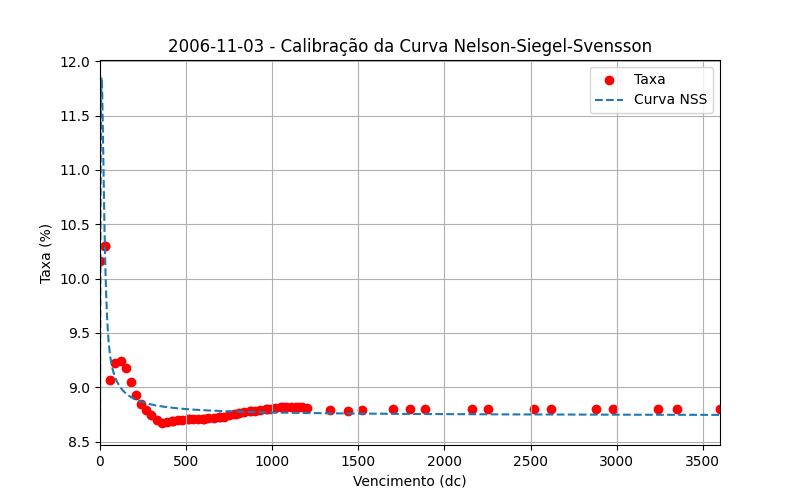 2006-11-03 - Calibração da Curva Nelson-Siegel-Svensson
12.0
11.5
11.0
10.5
10.0
9.5
9.0
8.5
Taxa (%)
Taxa
Curva NSS
0 500 1000 1500 2000 2500 3000 3500
Vencimento (dc)